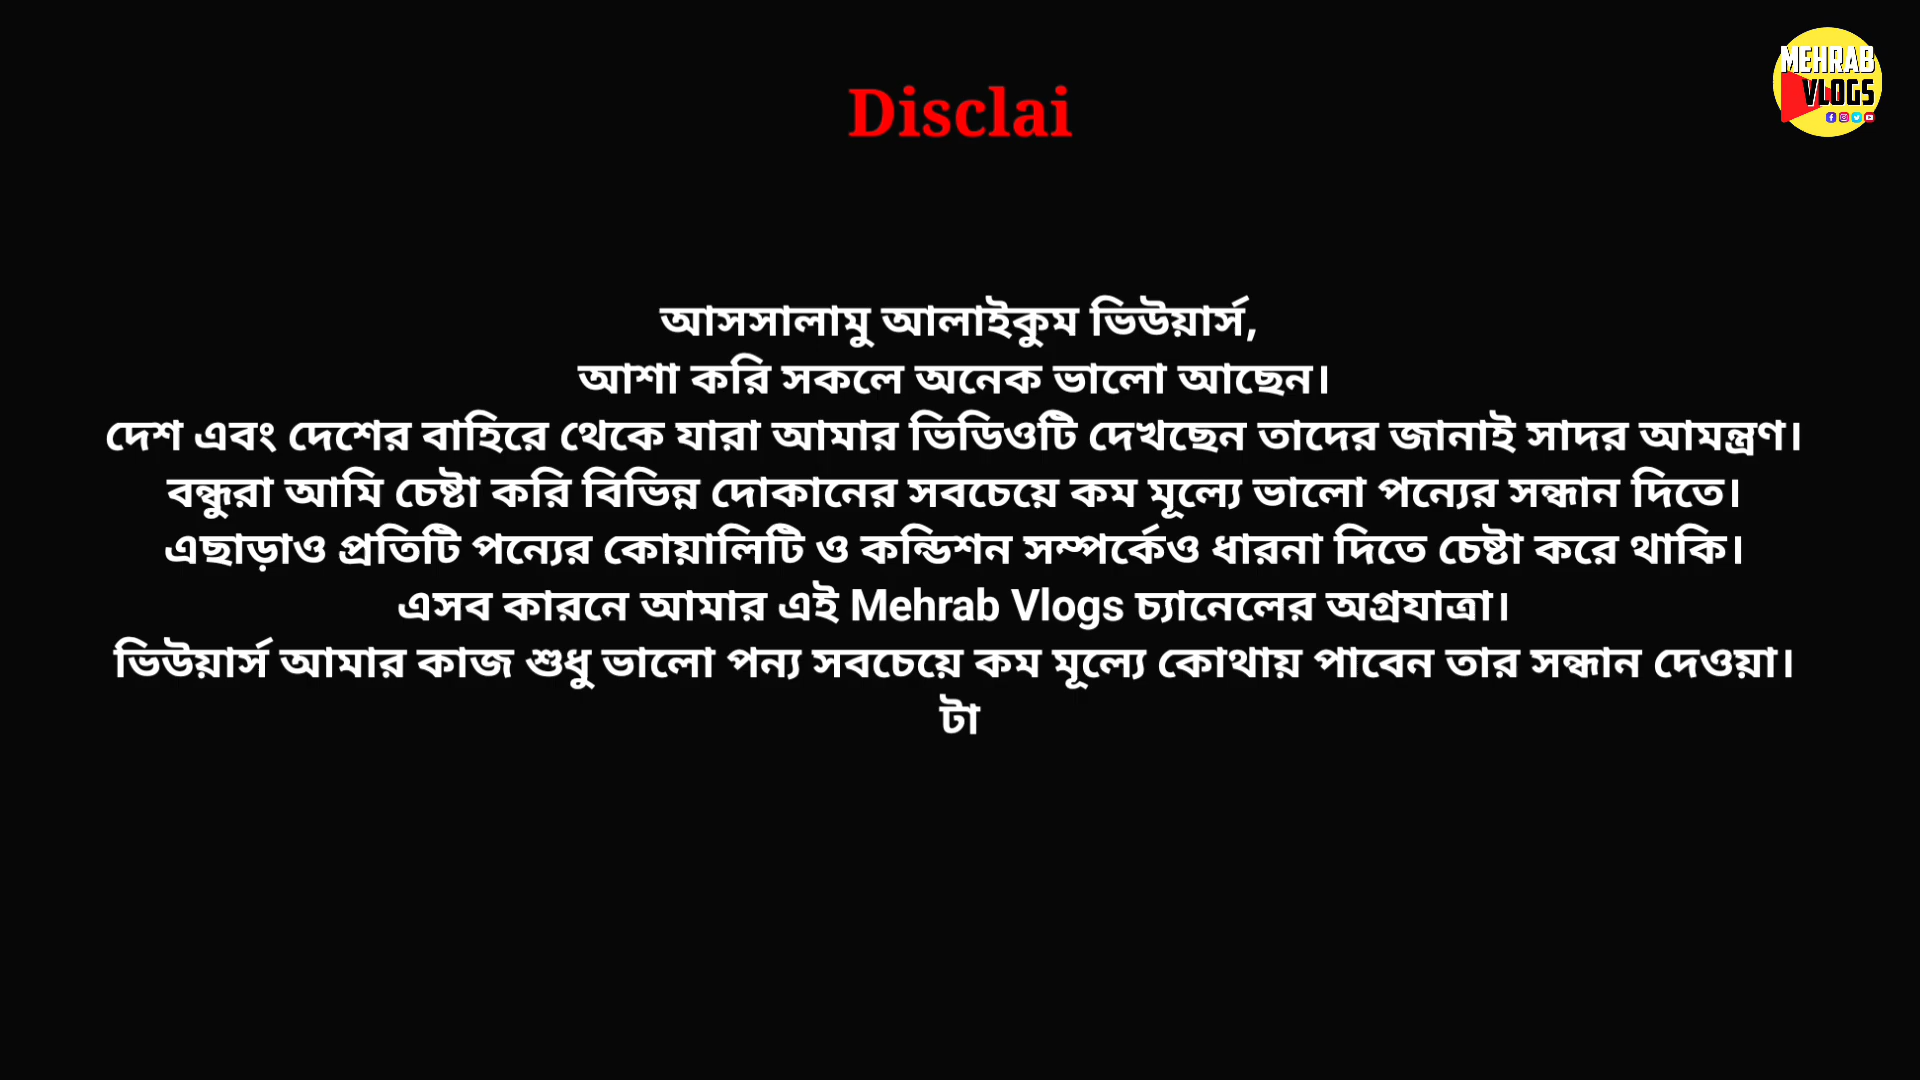 MEHRAB
VLOGS
Disclai
আসসালামু আলাইকুম ভিউয়ার্স,
আশা করি সকলে অনেক ভালো আছেন।
দেশ এবং দেশের বাহিরে থেকে যারা আমার ভিডিওটি দেখছেন তাদের জানাই সাদর আমন্ত্রণ।
বন্ধুরা আমি চেষ্টা করি বিভিন্ন দোকানের সবচেয়ে কম মূল্যে ভালো পন্যের সন্ধান দিতে।
এছাড়াও প্রতিটি পন্যের কোয়ালিটি ও কন্ডিশন সম্পর্কেও ধারনা দিতে চেষ্টা করে থাকি।
এসব কারনে আমার এই Mehrab Vlogs চ্যানেলের অগ্রযাত্রা।
ভিউয়ার্স আমার কাজ শুধু ভালো পন্য সবচেয়ে কম মূল্যে কোথায় পাবেন তার সন্ধান দেওয়া।
টা